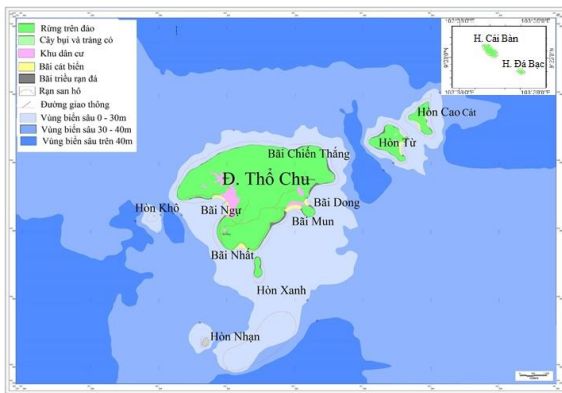 Rừng trên đảo
Cây bụi và trảng cỏ
Khu dân cư
Bãi cát biển
Bãi triều rạn đá
Rạn san hô
Đường giao thông
Vùng biển sâu 0 - 30m
Vùng biển sâu 30 - 40m
Vùng biển sâu trên 40m
H. Cái Bàn
H. Đá Bạc
Hòn Cao Cát
Hòn Từ
Bãi Chiến Thắng
Đ. Thổ Chu
Hòn Khô
Bãi Ngự
Bãi Dong
Bãi Mun
Bãi Nhất
Hòn Xanh
Hòn Nhạn